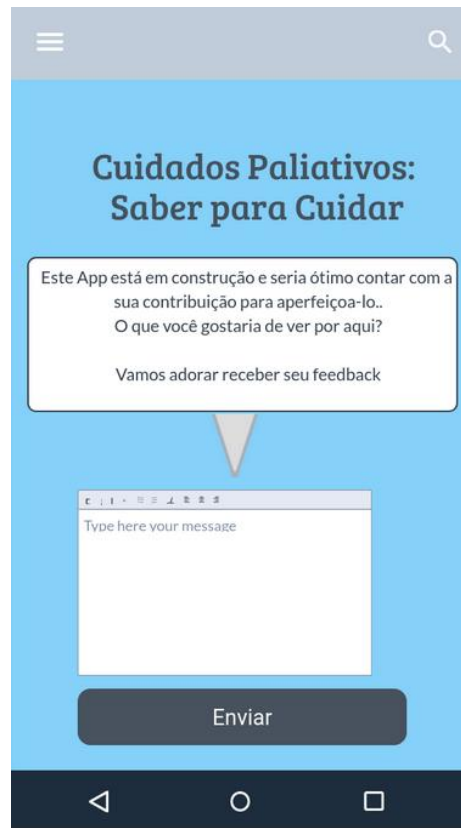 Cuidados Paliativos:
Saber para Cuidar
Este App está em construção e seria ótimo contar com a
sua contribuição para aperfeiçoa-lo..
O que você gostaria de ver por aqui?
Vamos adorar receber seu feedback
Type here your message
Enviar